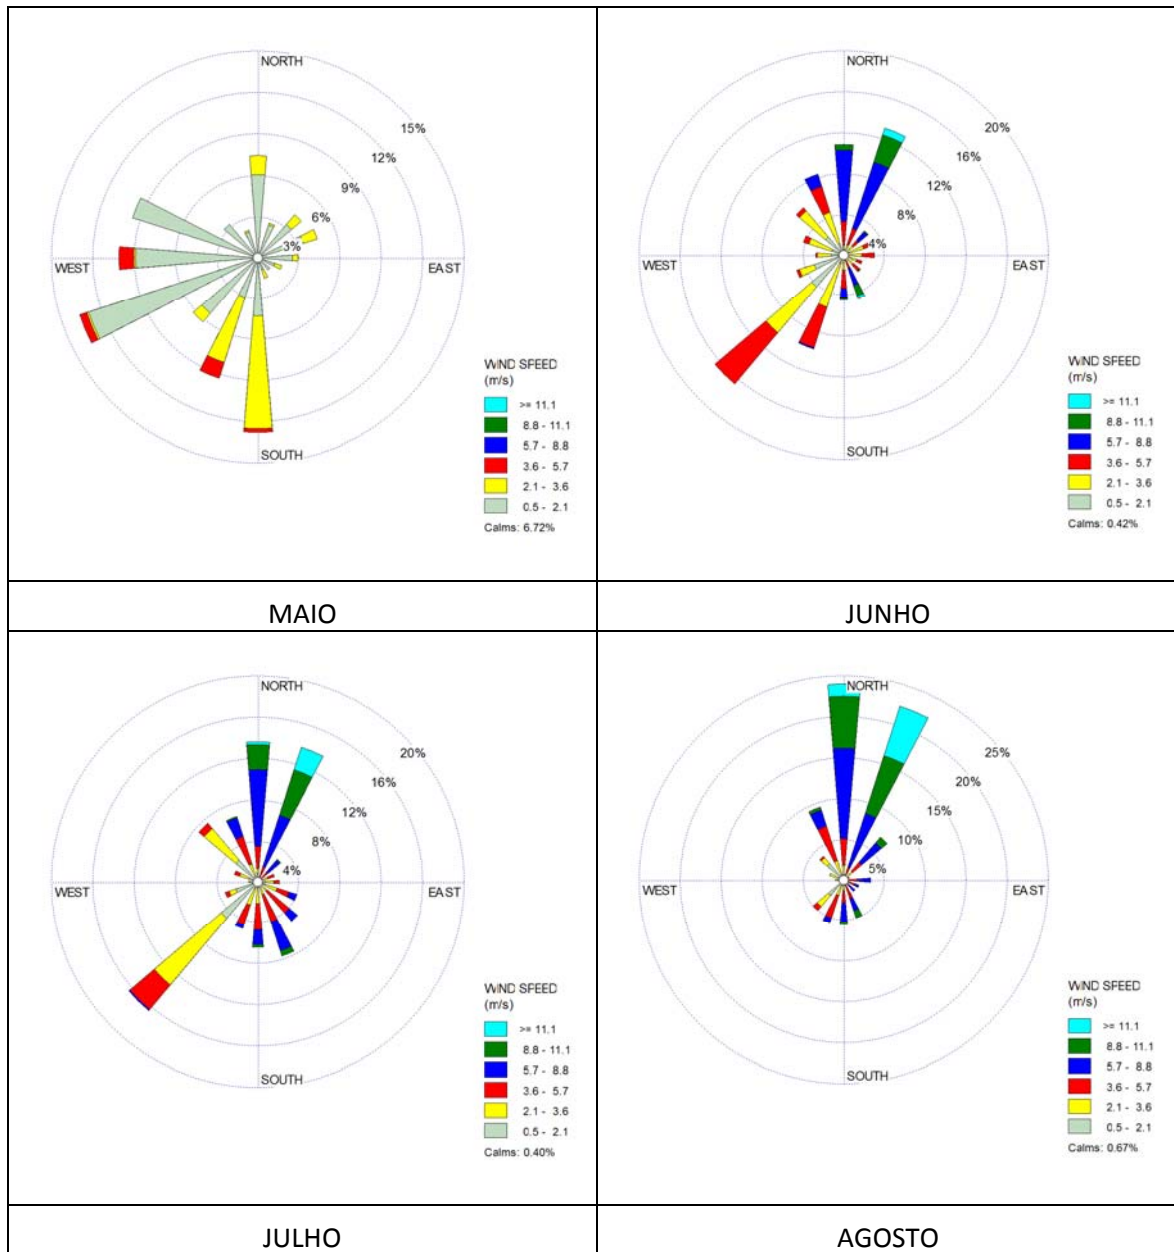 NORTH
15%
12%
9%
6%
3%
WEST
EAST
SOUTH
WIND SPEED
(m/s)
>= 11.1
8.8 - 11.1
5.7 - 8.8
3.6 - 5.7
2.1 - 3.6
0.5 - 2.1
Calms: 6.72%
MAIO
NORTH
20%
16%
12%
8%
4%
WEST
EAST
SOUTH
WIND SPEED
(m/s)
>= 11.1
8.8 - 11.1
5.7 - 8.8
3.6 - 5.7
2.1 - 3.6
0.5 - 2.1
Calms: 0.42%
JUNHO
NORTH
20%
16%
12%
8%
4%
WEST
EAST
SOUTH
WIND SPEED
(m/s)
>= 11.1
8.8 - 11.1
5.7 - 8.8
3.6 - 5.7
2.1 - 3.6
0.5 - 2.1
Calms: 0.40%
JULHO
NORTH
25%
20%
15%
10%
5%
WEST
EAST
SOUTH
WIND SPEED
(m/s)
>= 11.1
8.8 - 11.1
5.7 - 8.8
3.6 - 5.7
2.1 - 3.6
0.5 - 2.1
Calms: 0.67%
AGOSTO